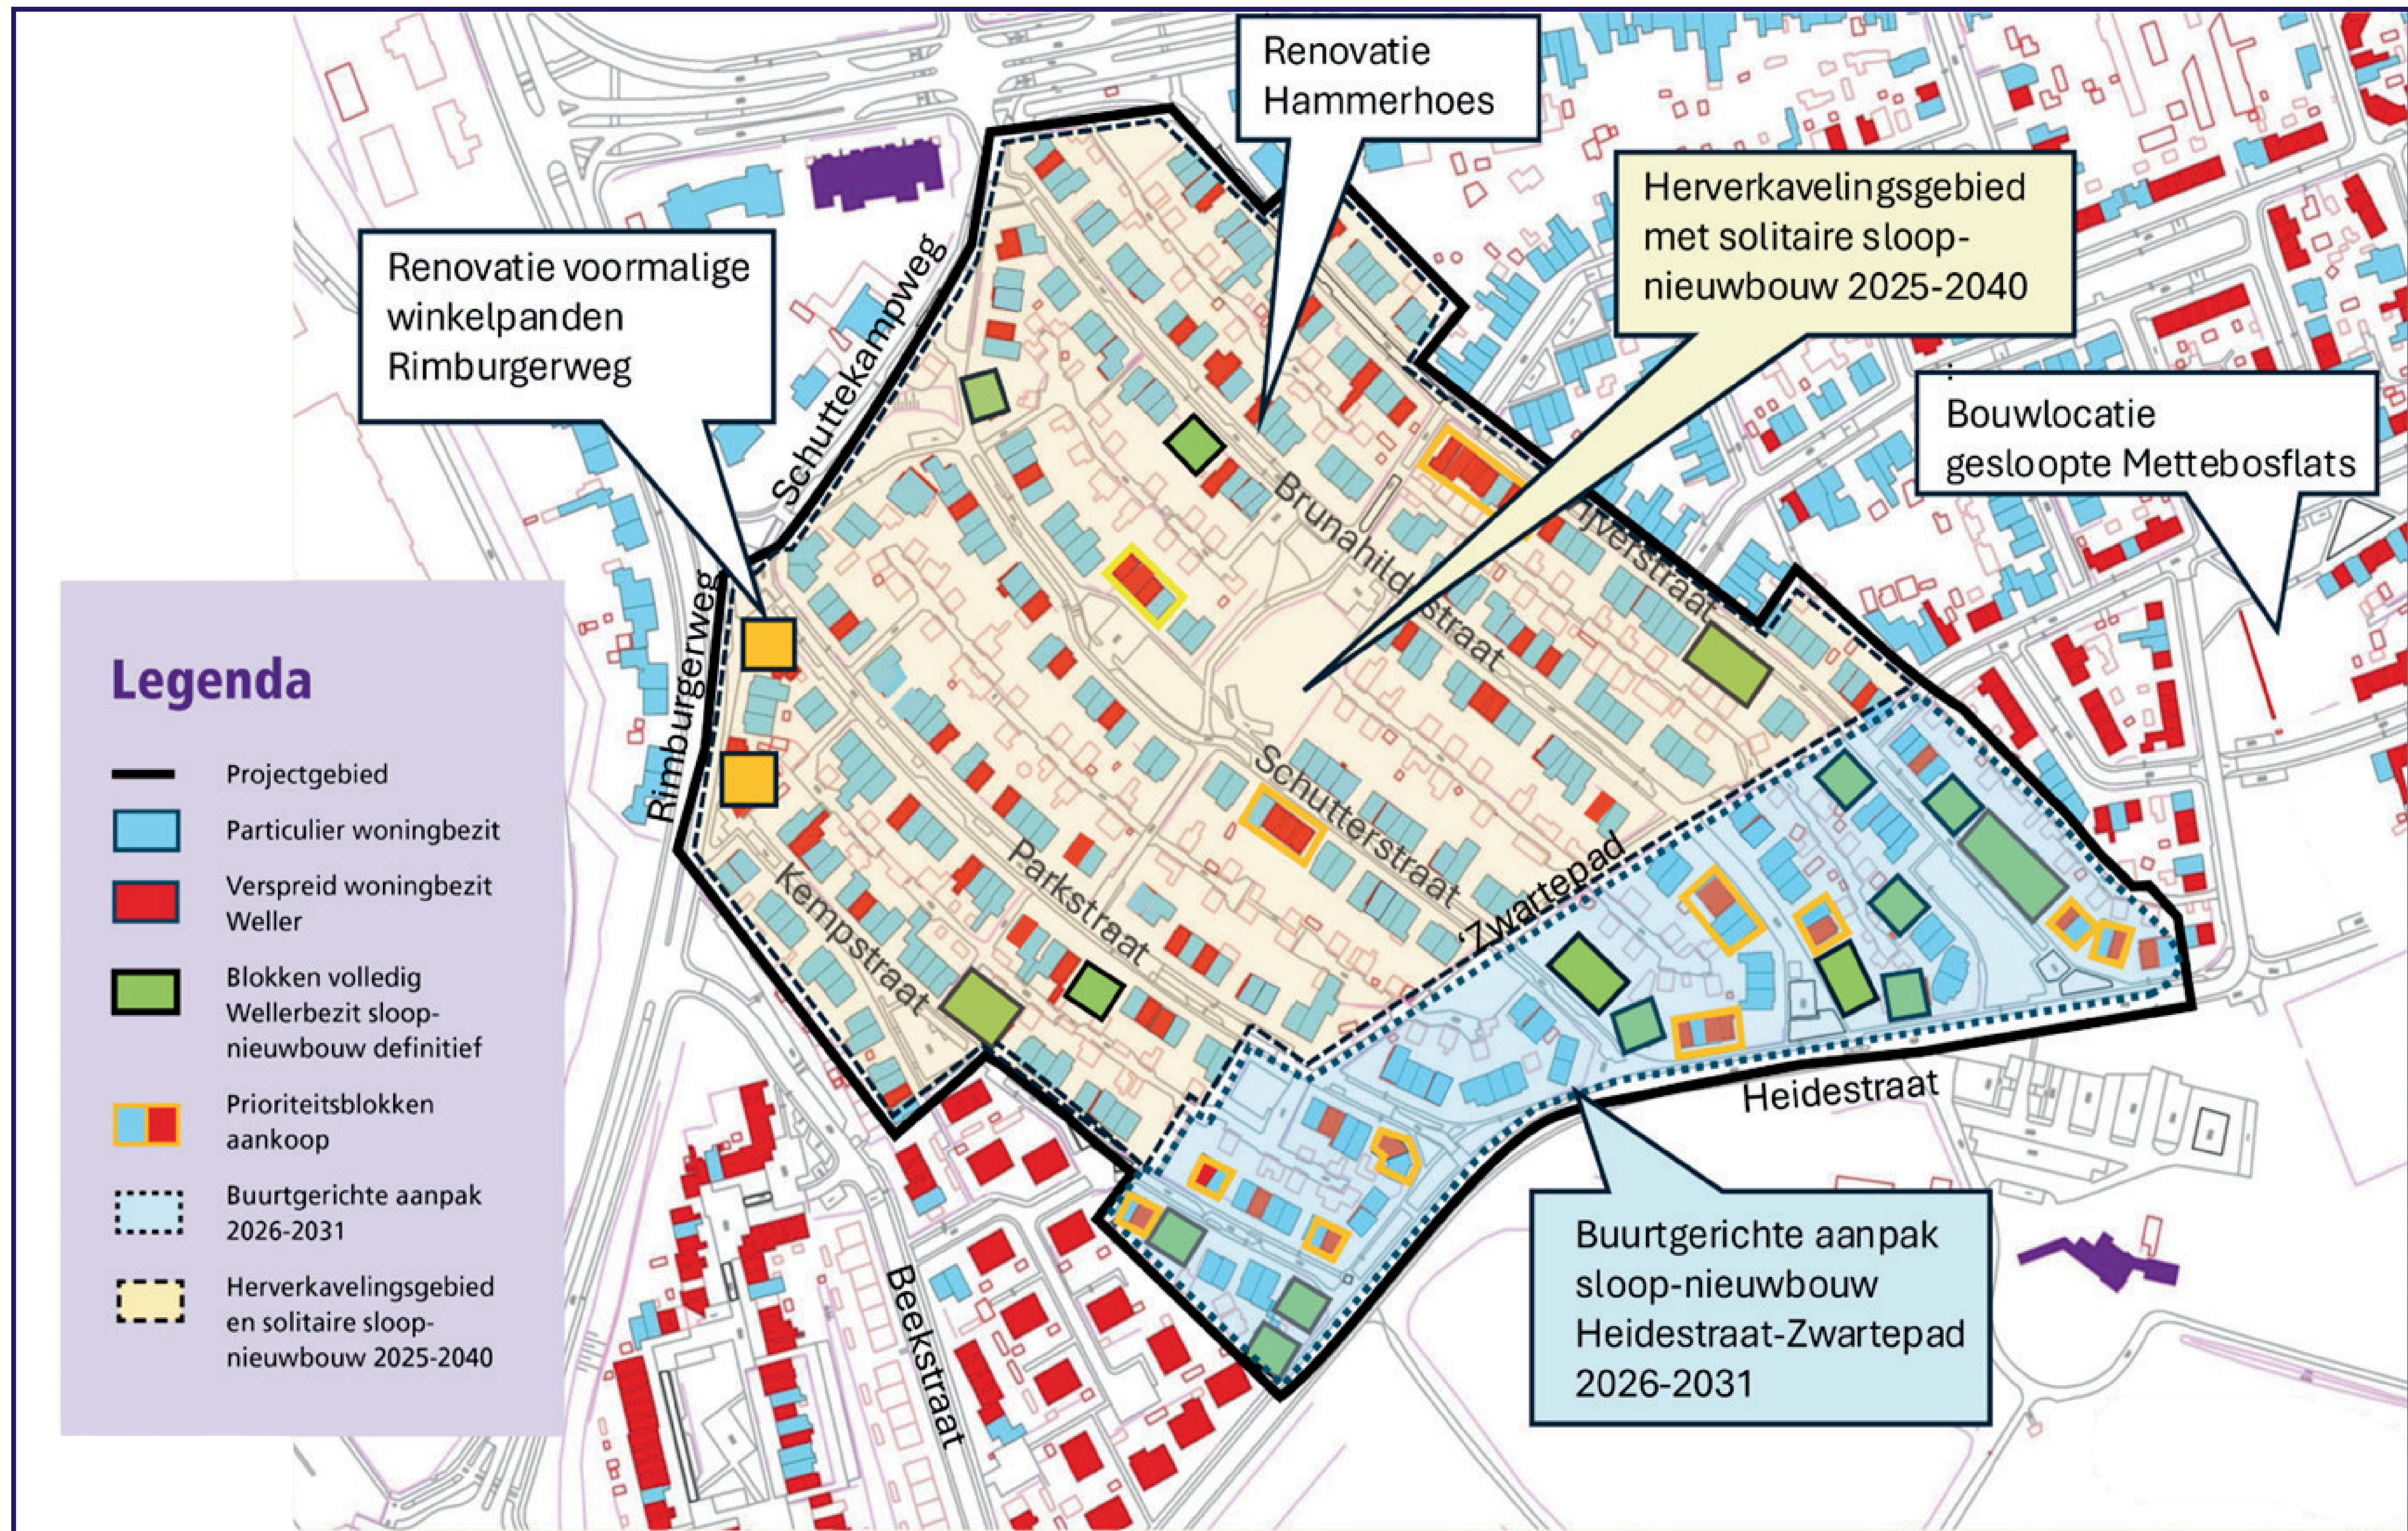 Renovatie
Hammerhoes
Herverkavelingsgebied
met solitaire sloop-
nieuwbouw 2025-2040
Renovatie voormalige
winkelpanden
Rimburgerweg
:
Bouwlocatie
gesloopte Mettebosflats
Schuttekampweg
Rimburgerweg
Brunahildestraat
Schutterstraat
Parkstraat
Kempstraat
'Zwartepad
Heidestraat
Beekstraat
Buurtgerichte aanpak
sloop-nieuwbouw
Heidestraat-Zwartepad
2026-2031
Legenda
Projectgebied
Particulier woningbezit
Verspreid woningbezit
Weller
Blokken volledig
Wellerbezit sloop-
nieuwbouw definitief
Prioriteitsblokken
aankoop
Buurtgerichte aanpak
2026-2031
Herverkavelingsgebied
en solitaire sloop-
nieuwbouw 2025-2040